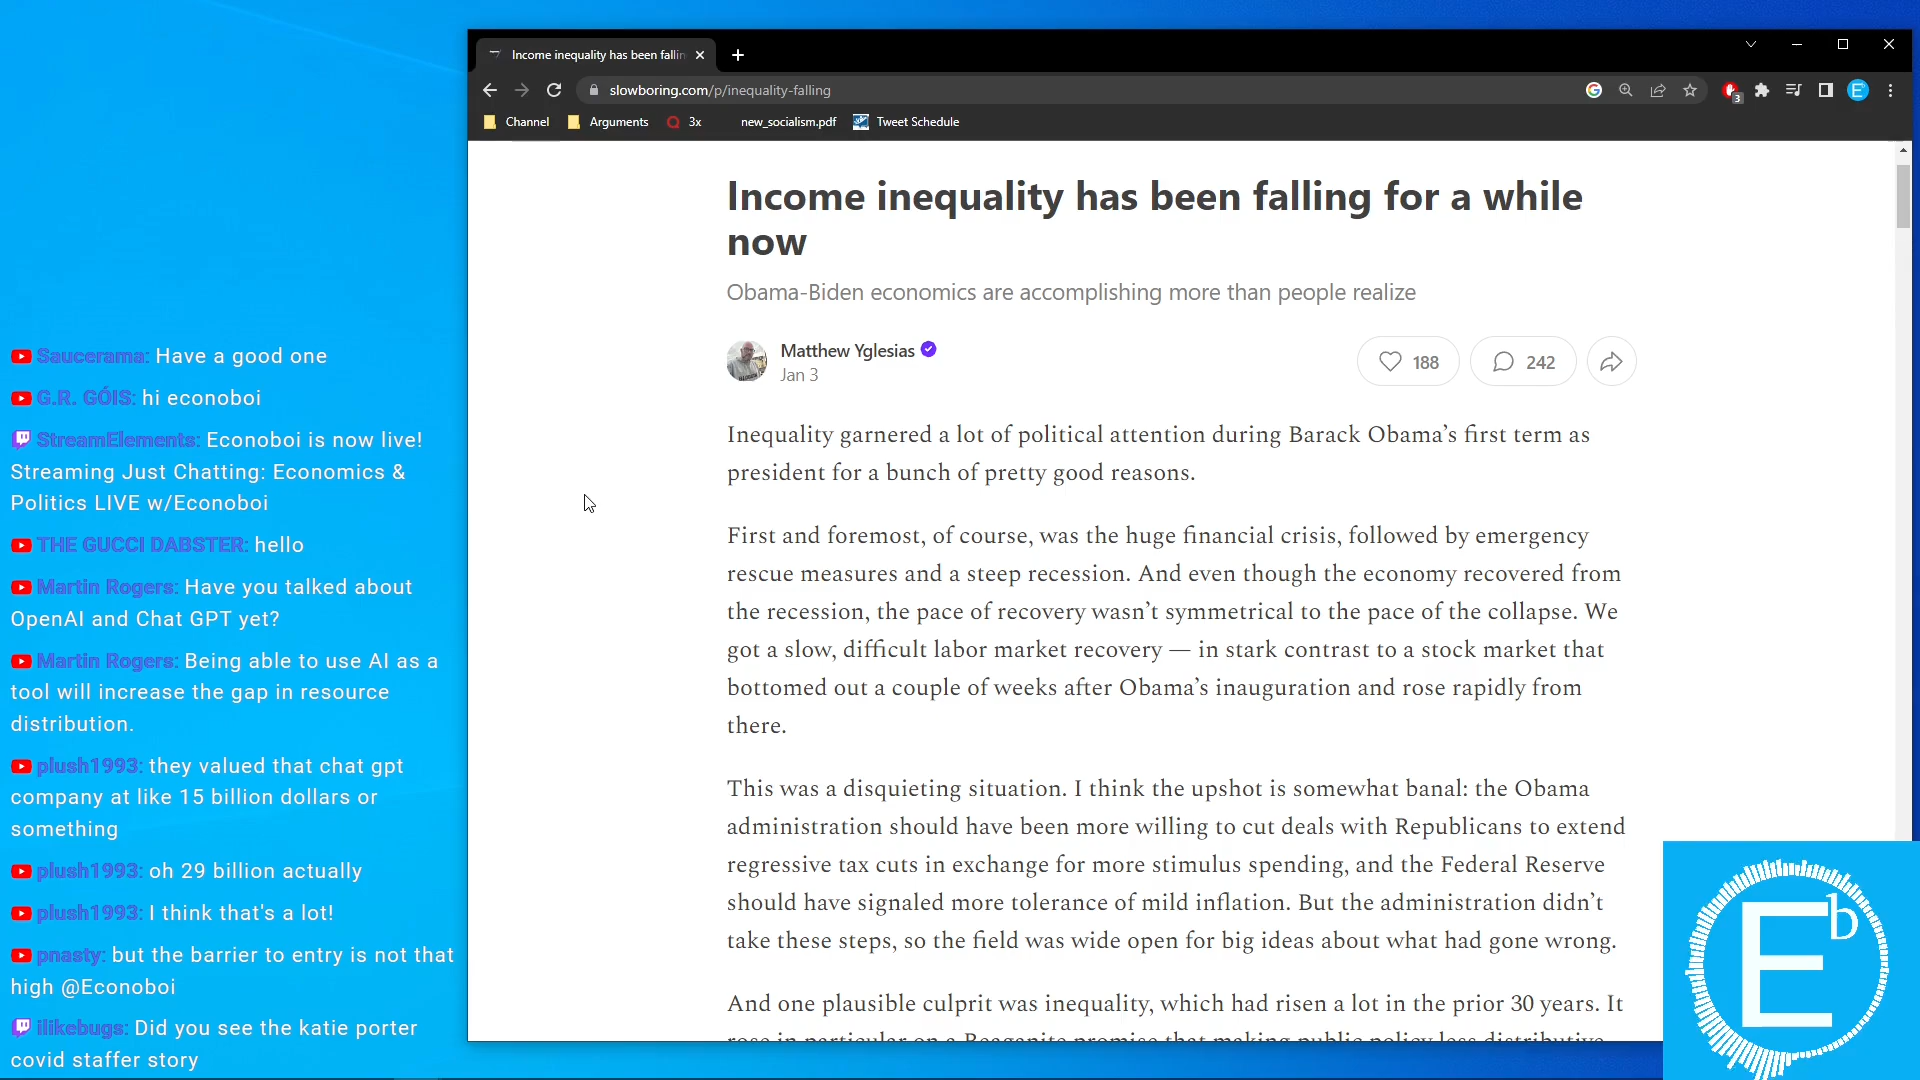 Saucerama: Have a good one
G.R. GÓIS: hi econoboi
StreamElements: Econoboi is now live!
Streaming Just Chatting: Economics &
Politics LIVE w/Econoboi
THE GUCCI DABSTER: hello
Martin Rogers: Have you talked about
OpenAI and Chat GPT yet?
Martin Rogers: Being able to use AI as a
tool will increase the gap in resource
distribution.
plush1993: they valued that chat gpt
company at like 15 billion dollars or
something
plush1993: oh 29 billion actually
plush1993: I think that's a lot!
pnasty: but the barrier to entry is not that
high @Econoboi
ilikebugs: Did you see the katie porter
covid staffer story
Income inequality has been fallin
slowboring.com/p/inequality-falling
3
E
Channel
Arguments
3x
new_socialism.pdf
Tweet Schedule
Income inequality has been falling for a while
now
Obama-Biden economics are accomplishing more than people realize
Matthew Yglesias
Jan 3
188
242
Inequality garnered a lot of political attention during Barack Obama’s first term as
president for a bunch of pretty good reasons.
First and foremost, of course, was the huge financial crisis, followed by emergency
rescue measures and a steep recession. And even though the economy recovered from
the recession, the pace of recovery wasn’t symmetrical to the pace of the collapse. We
got a slow, difficult labor market recovery — in stark contrast to a stock market that
bottomed out a couple of weeks after Obama’s inauguration and rose rapidly from
there.
This was a disquieting situation. I think the upshot is somewhat banal: the Obama
administration should have been more willing to cut deals with Republicans to extend
regressive tax cuts in exchange for more stimulus spending, and the Federal Reserve
should have signaled more tolerance of mild inflation. But the administration didn’t
take these steps, so the field was wide open for big ideas about what had gone wrong.
And one plausible culprit was inequality, which had risen a lot in the prior 30 years. It
rose in particular on a Reaganite promise that making public policy less distributive
Eb